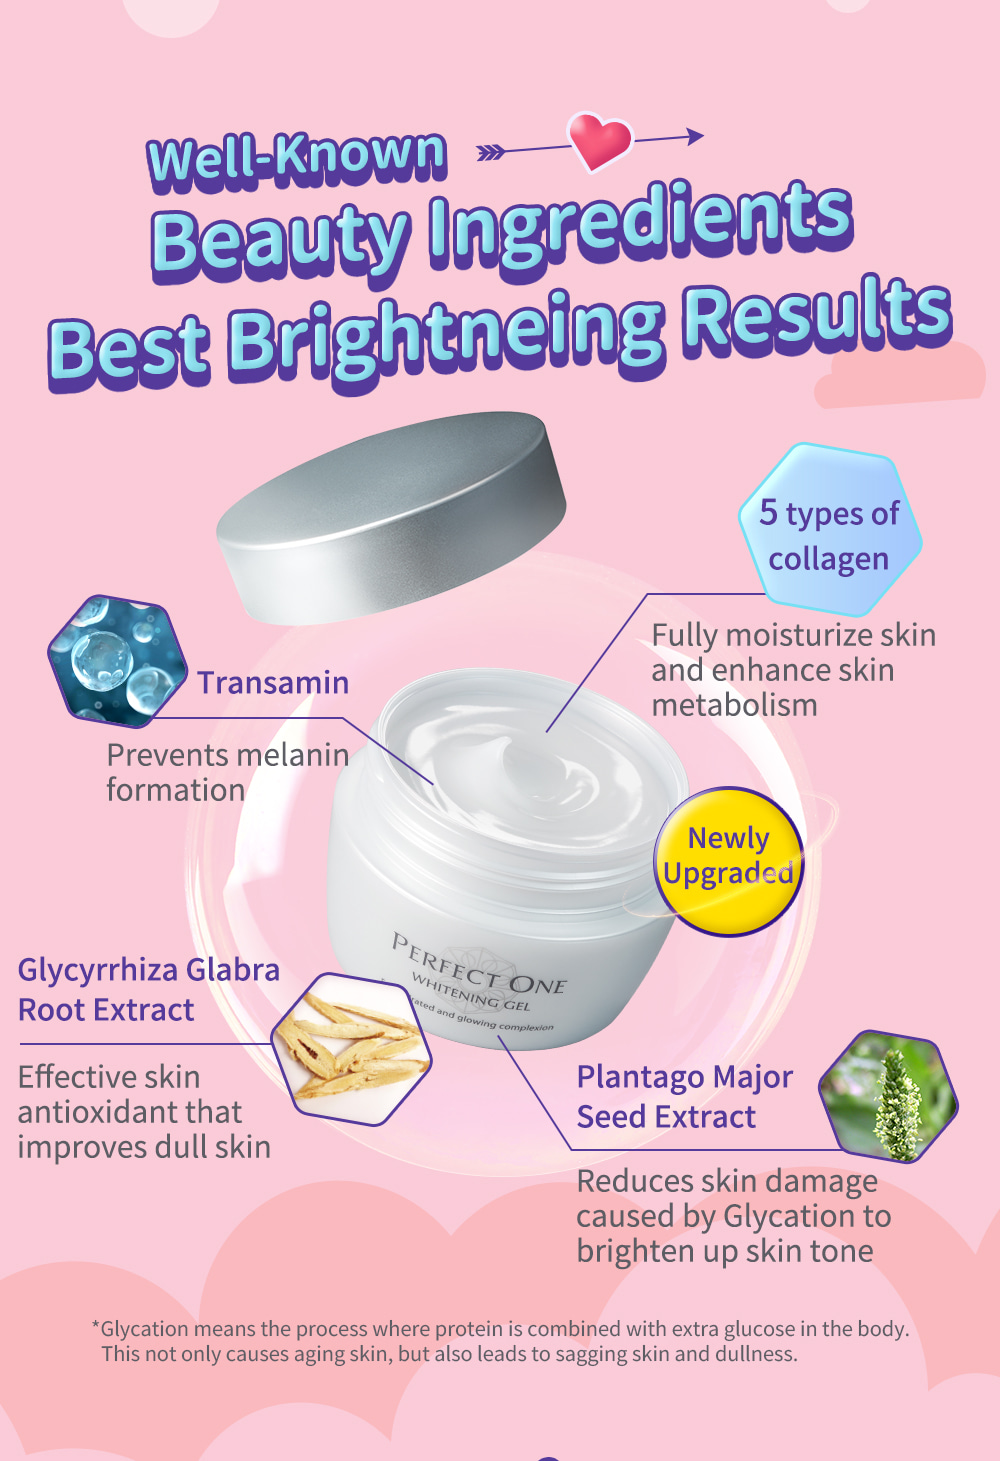 Well-Known
Beauty Ingredients
Best Brightneing Results
5 types of
collagen
Fully moisturize skin
and enhance skin
metabolism
Transamin
Prevents melanin
formation
Newly
Upgraded
PERFECT ONE
WHITENING GEL
and glowing complexion
Glycyrrhiza Glabra
Root Extract
Effective skin
antioxidant that
improves dull skin
Plantago Major
Seed Extract
Reduces skin damage
caused by Glycation to
brighten up skin tone
*Glycation means the process where protein is combined with extra glucose in the body.
This not only causes aging skin, but also leads to sagging skin and dullness.